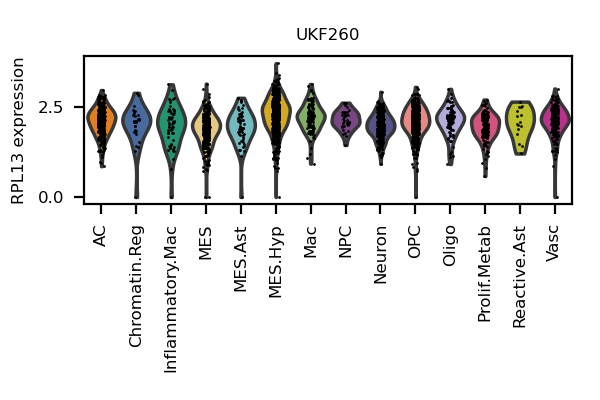 UKF260
RPL13 expression
2.5
0.0
AC
Chromatin.Reg
Inflammatory.Mac
MES
MES.Ast
MES.Hyp
Mac
NPC
Neuron
OPC
Oligo
Prolif.Metab
Reactive.Ast
Vasc